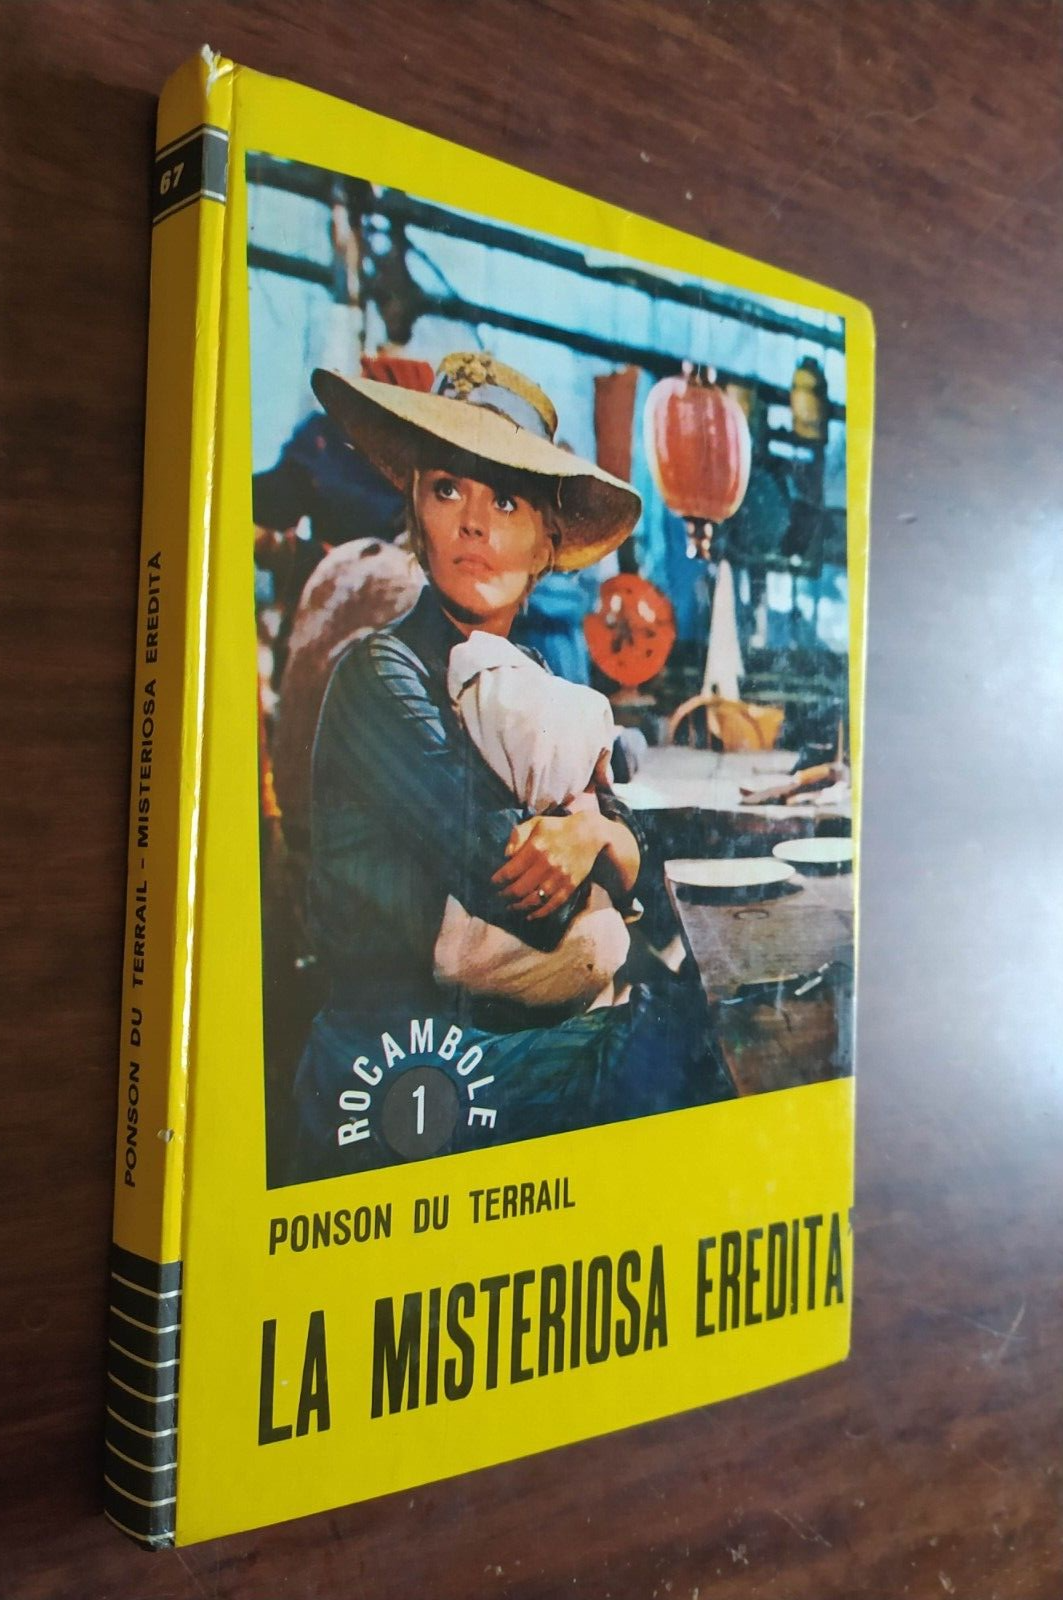 67
PONSON DU TERRAIL - MISTERIOSA EREDITÀ
ROCAMBOLE
1
PONSON DU TERRAIL
LA MISTERIOSA EREDITA'